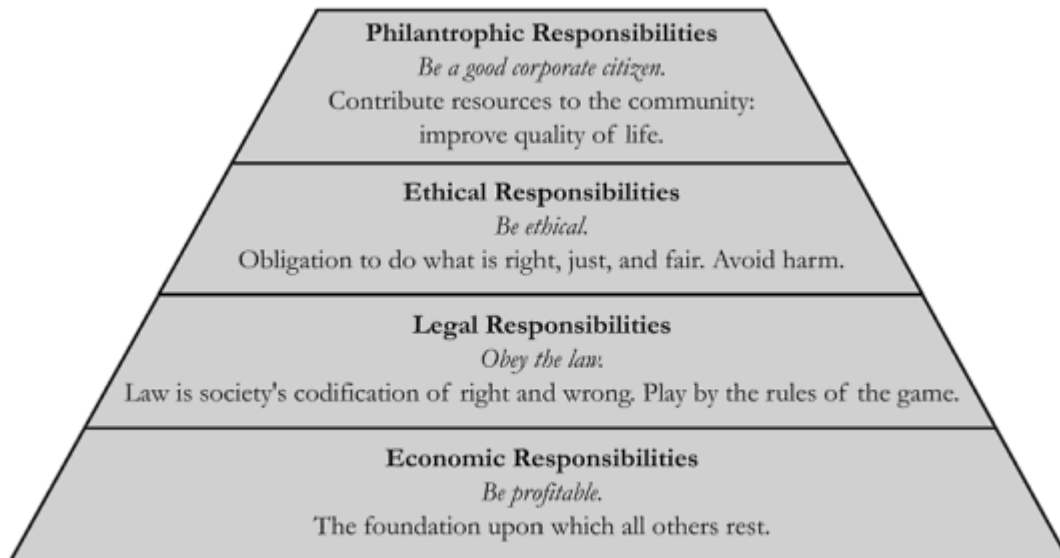 Philantrophic Responsibilities
Be a good corporate citizen.
Contribute resources to the community:
improve quality of life.
Ethical Responsibilities
Be ethical.
Obligation to do what is right, just, and fair. Avoid harm.
Legal Responsibilities
Obey the law.
Law is society's codification of right and wrong. Play by the rules of the game.
Economic Responsibilities
Be profitable.
The foundation upon which all others rest.